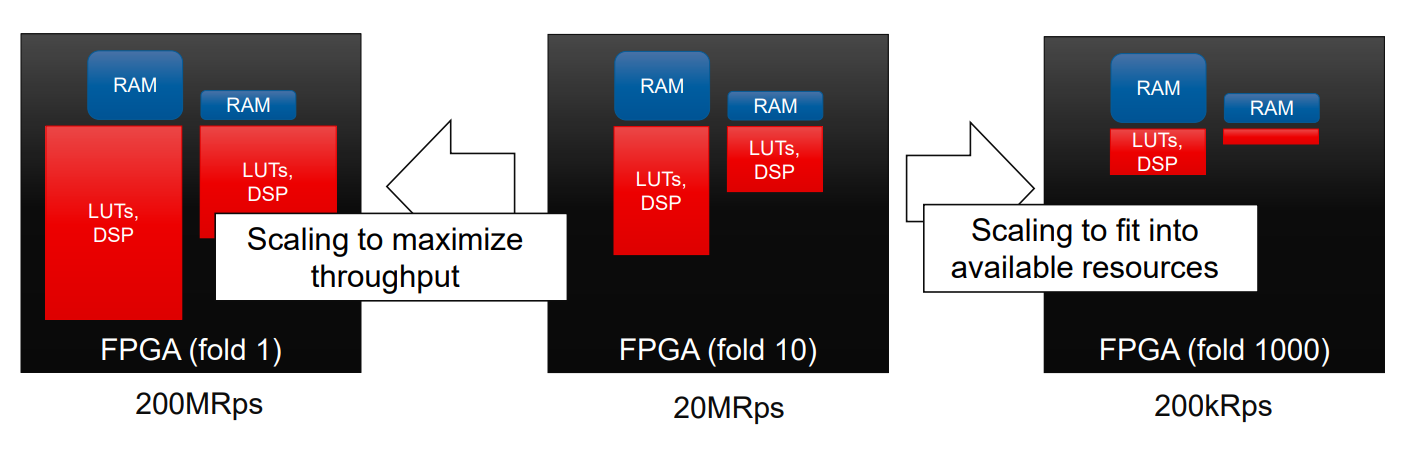 RAM
RAM
LUTs,
DSP
LUTs,
DSP
FPGA (fold 1)
200MRps
Scaling to maximize
throughput
RAM
RAM
LUTs,
DSP
LUTs,
DSP
FPGA (fold 10)
20MRps
Scaling to fit into
available resources
RAM
RAM
LUTs,
DSP
FPGA (fold 1000)
200kRps